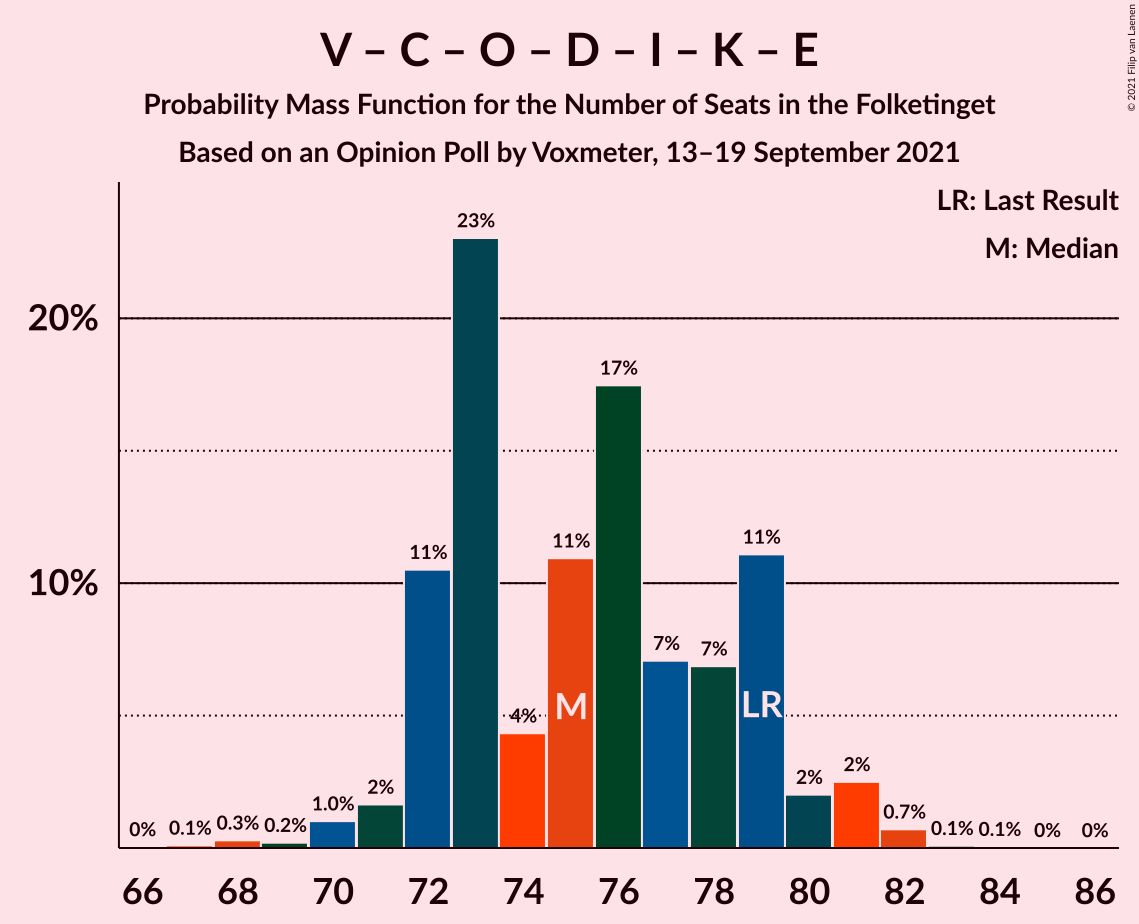 V – C – O – D – I – K – E
Probability Mass Function for the Number of Seats in the Folketinget
Based on an Opinion Poll by Voxmeter, 13–19 September 2021
© 2021 Filip van Laenen
LR: Last Result
M: Median
20%
10%
0%
0.1%
0.3%
0.2%
1.0%
2%
11%
23%
4%
11%
17%
7%
7%
11%
2%
2%
0.7%
0.1%
0.1%
0%
0%
M
LR
66 68 70 72 74 76 78 80 82 84 86